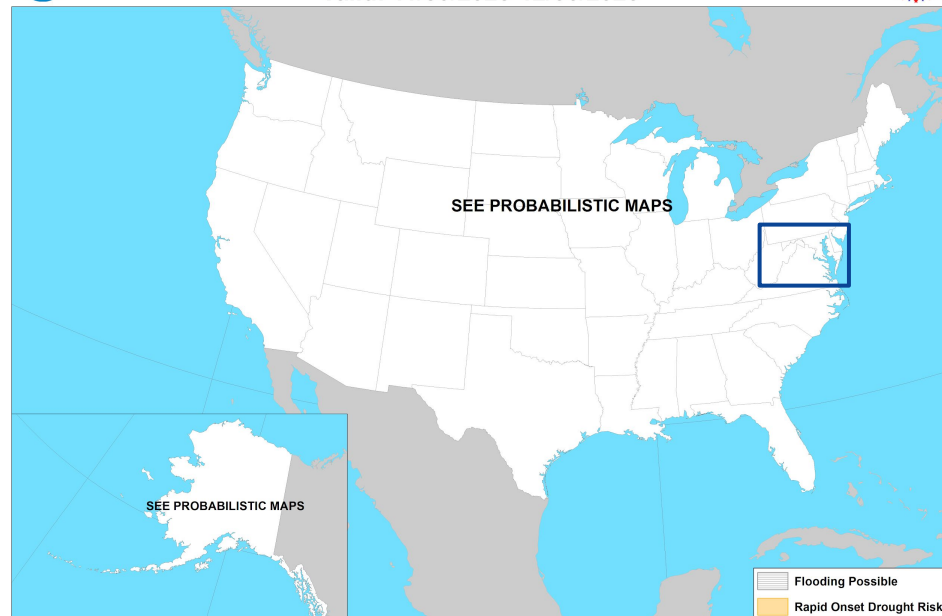 SEE PROBABILISTIC MAPS
SEE PROBABILISTIC MAPS
Flooding Possible
Rapid Onset Drought Risk